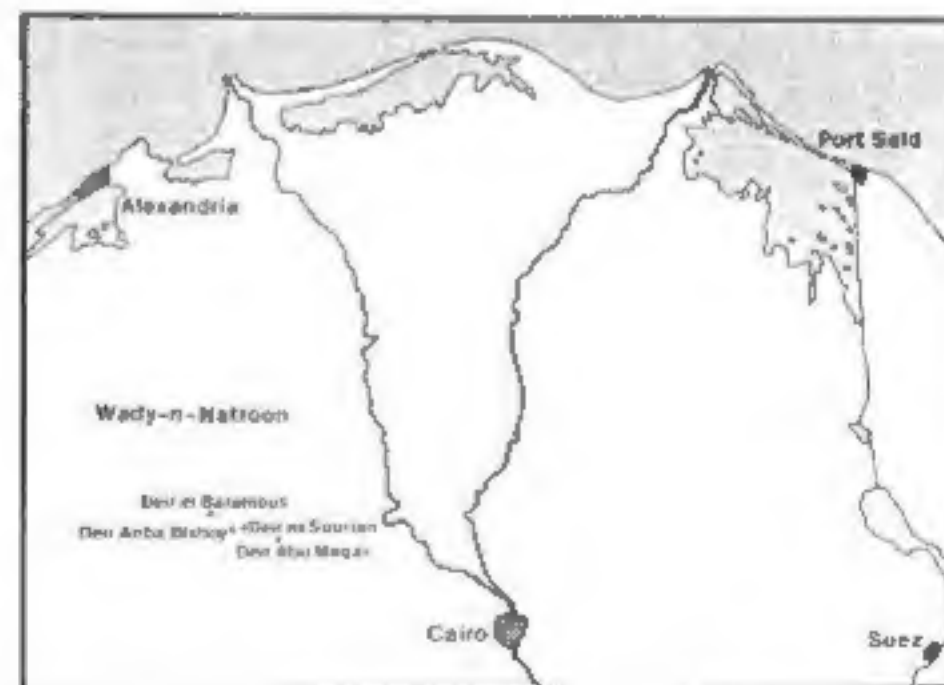 Port Said
Alexandria
Wady-n-Natroon
Deir el Baramous
Deir Anba Bishoy Deir es Sourian
Deir Abu Maqar
Cairo
Suez